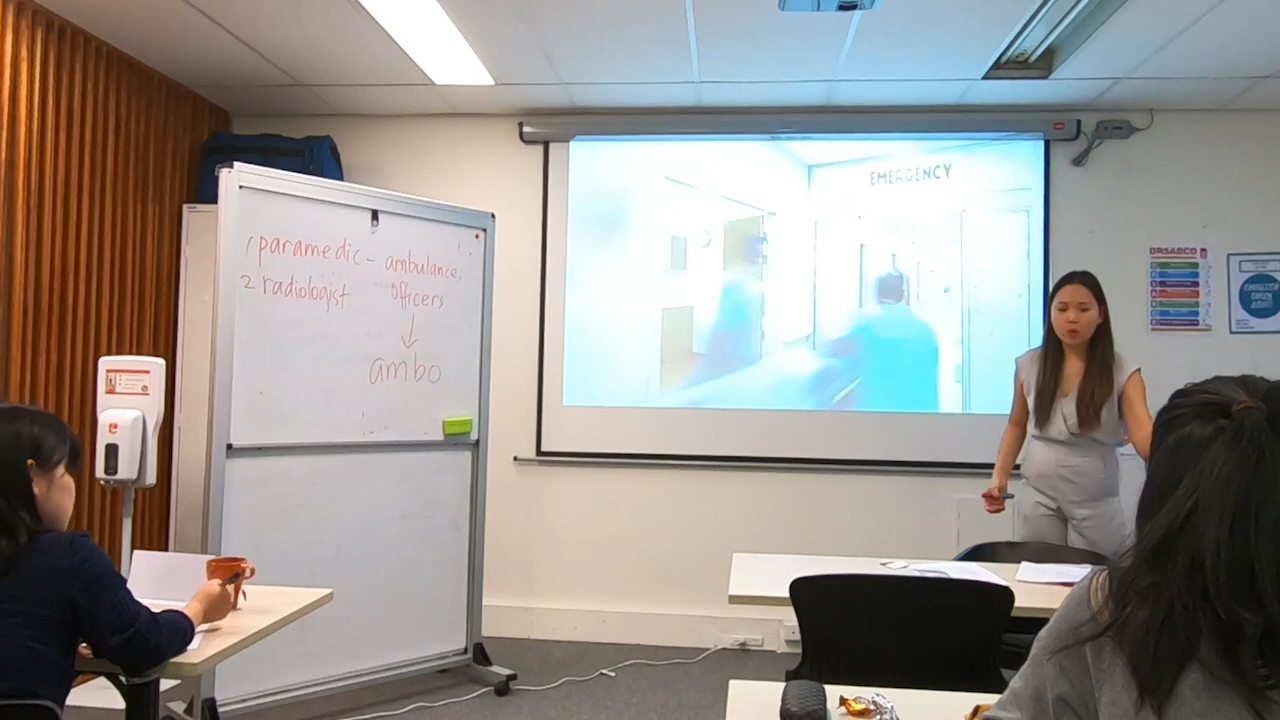 1 paramedic - ambulance
officers
2 radiologist
↓
ambo
EMERGENCY
DRSABCD